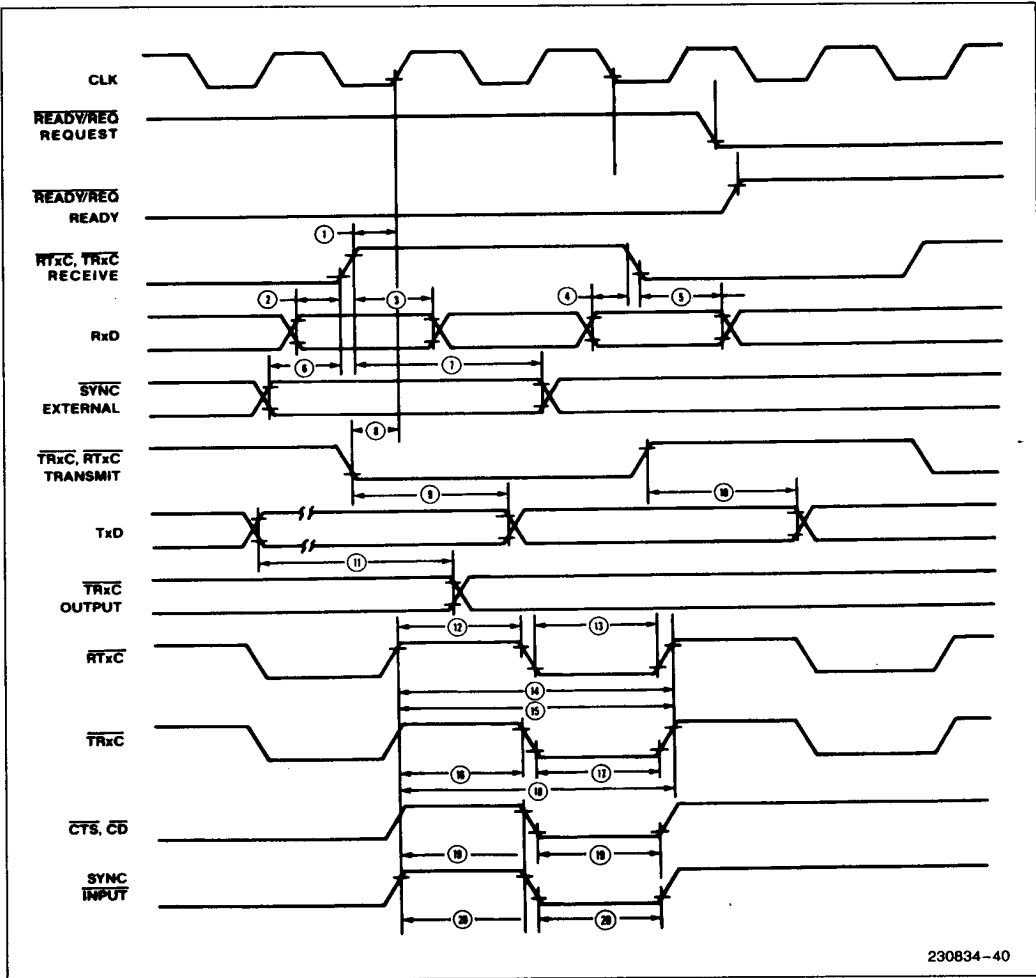 CLK
READY/REQ
REQUEST
READY/REQ
READY
1
RTxC, TRxC
RECEIVE
2
3
4
5
RxD
6
7
SYNC
EXTERNAL
8
TRxC, RTxC
TRANSMIT
9
10
TxD
11
TRxC
OUTPUT
12
13
RTxC
14
15
TRxC
16
17
18
CTS, CD
19
19
SYNC
INPUT
20
20
230834-40